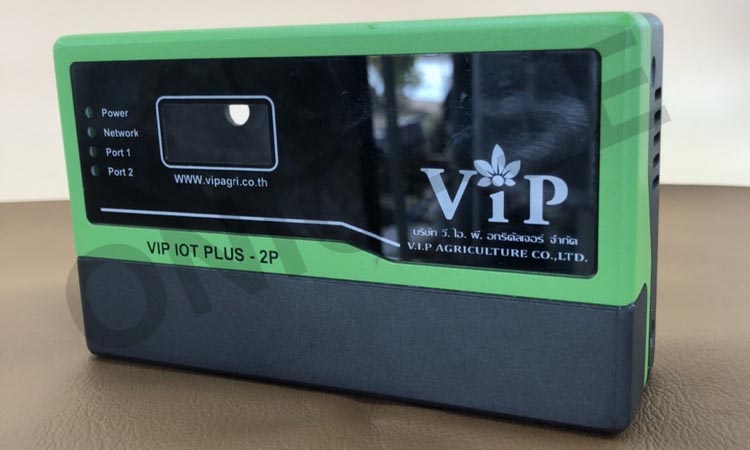 Power
Network
Port 1
Port 2
WWW.vipagri.co.th
ViP
บริษัท วี. ไอ. พี. อกริคัลเจอร์ จำกัด
V.I.P AGRICULTURE CO.,LTD.
VIP IOT PLUS - 2P